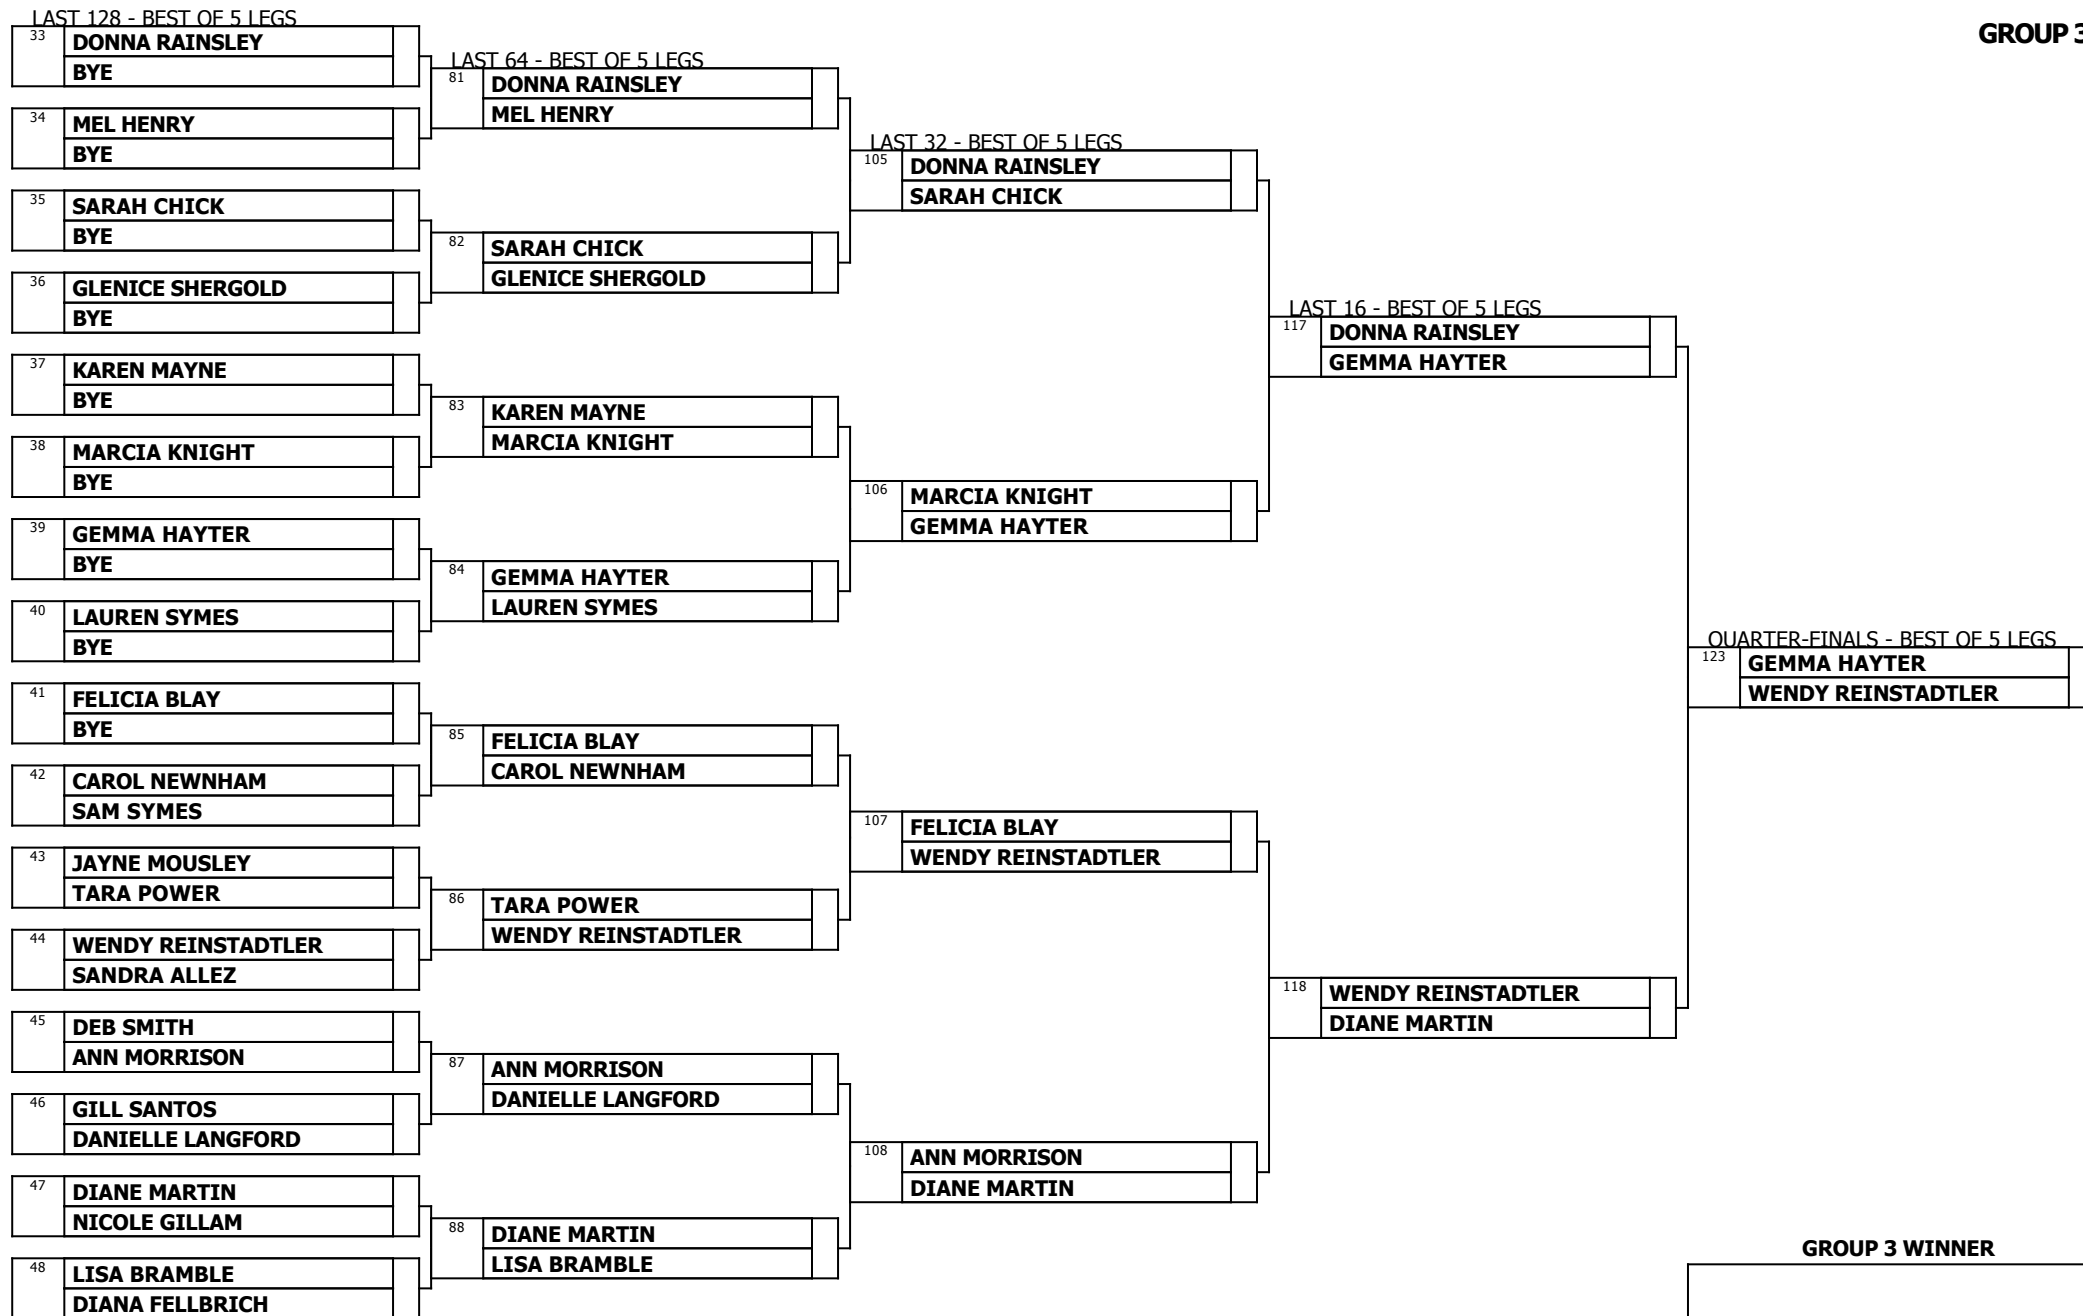 LAST 128 - BEST OF 5 LEGS
33 DONNA RAINSLEY
BYE
34 MEL HENRY
BYE
35 SARAH CHICK
BYE
36 GLENICE SHERGOLD
BYE
37 KAREN MAYNE
BYE
38 MARCIA KNIGHT
BYE
39 GEMMA HAYTER
BYE
40 LAUREN SYMES
BYE
41 FELICIA BLAY
BYE
42 CAROL NEWNHAM
SAM SYMES
43 JAYNE MOUSLEY
TARA POWER
44 WENDY REINSTADTLER
SANDRA ALLEZ
45 DEB SMITH
ANN MORRISON
46 GILL SANTOS
DANIELLE LANGFORD
47 DIANE MARTIN
NICOLE GILLAM
48 LISA BRAMBLE
DIANA FELLBRICH
LAST 64 - BEST OF 5 LEGS
81 DONNA RAINSLEY
MEL HENRY
82 SARAH CHICK
GLENICE SHERGOLD
83 KAREN MAYNE
MARCIA KNIGHT
84 GEMMA HAYTER
LAUREN SYMES
85 FELICIA BLAY
CAROL NEWNHAM
86 TARA POWER
WENDY REINSTADTLER
87 ANN MORRISON
DANIELLE LANGFORD
88 DIANE MARTIN
LISA BRAMBLE
LAST 32 - BEST OF 5 LEGS
105 DONNA RAINSLEY
SARAH CHICK
106 MARCIA KNIGHT
GEMMA HAYTER
107 FELICIA BLAY
WENDY REINSTADTLER
108 ANN MORRISON
DIANE MARTIN
LAST 16 - BEST OF 5 LEGS
117 DONNA RAINSLEY
GEMMA HAYTER
118 WENDY REINSTADTLER
DIANE MARTIN
GROUP 3
QUARTER-FINALS - BEST OF 5 LEGS
123 GEMMA HAYTER
WENDY REINSTADTLER
GROUP 3 WINNER